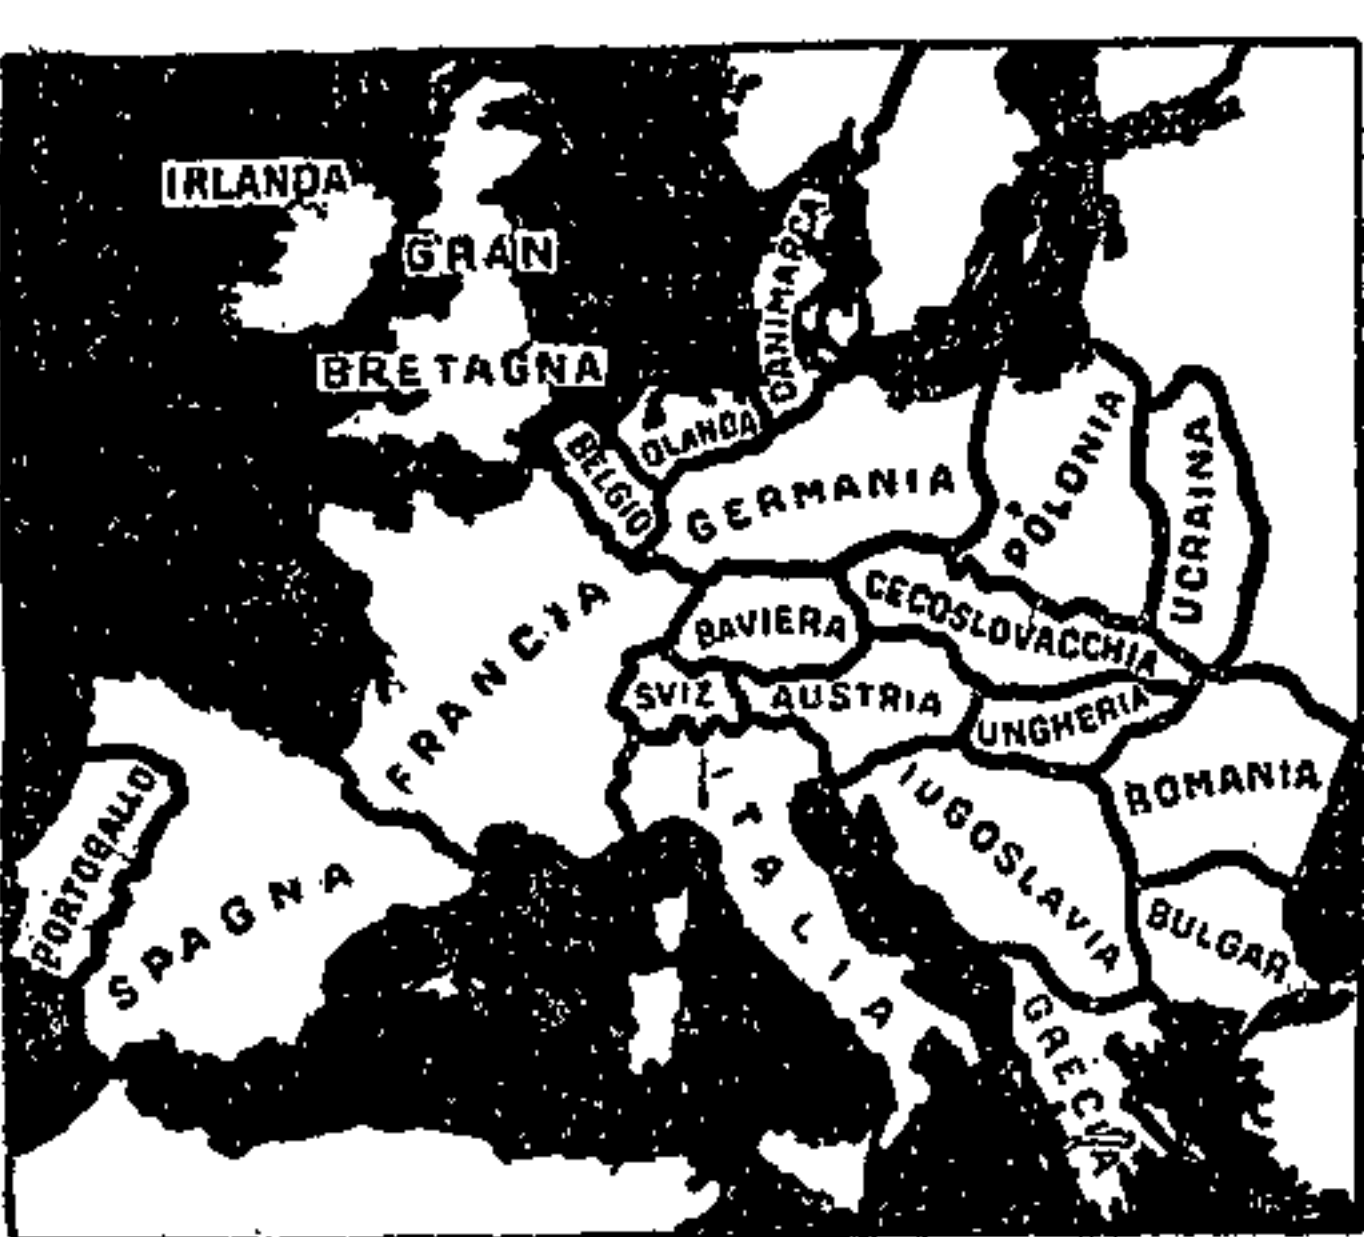 IRLANDA
GRAN
BRETAGNA
DANIMARCA
OLANDA
BELGIO
GERMANIA
POLONIA
UCRAINA
FRANCIA
BAVIERA
CECOSLOVACCHIA
SVIZ
AUSTRIA
UNGHERIA
ROMANIA
IUGOSLAVIA
ITALIA
PORTOGALLO
SPAGNA
BULGAR
GRECIA